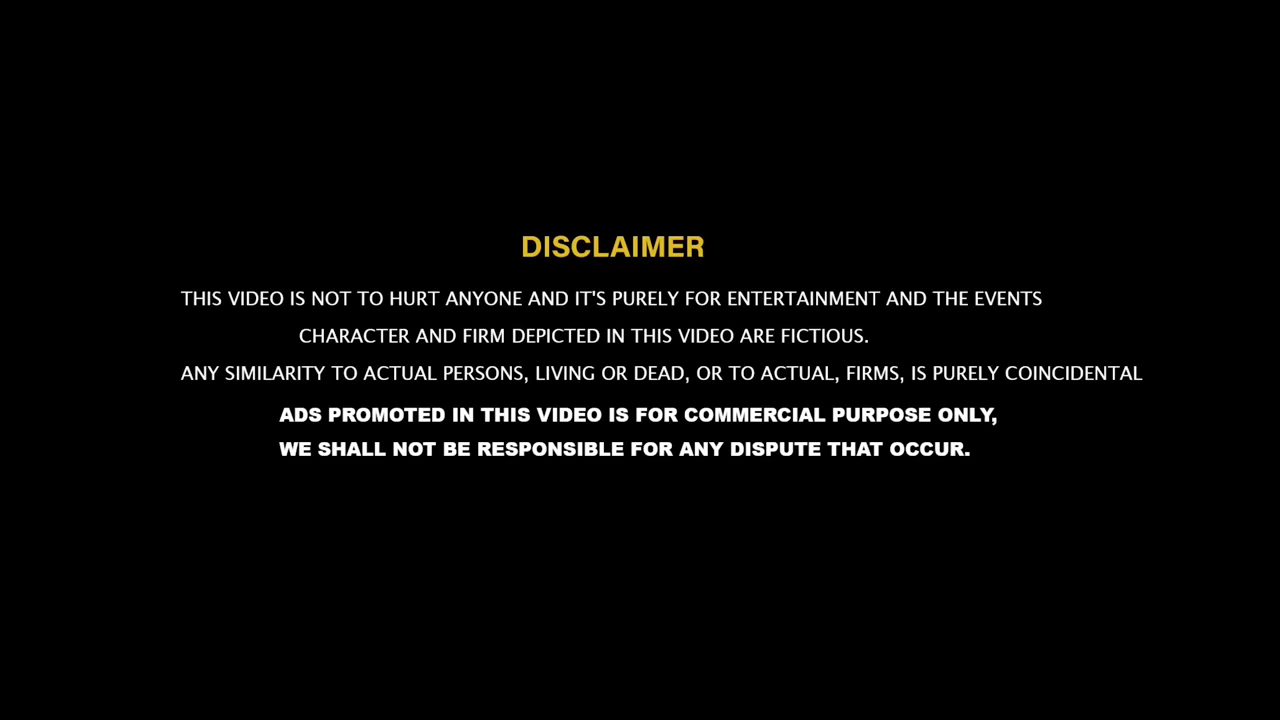 DISCLAIMER
THIS VIDEO IS NOT TO HURT ANYONE AND IT'S PURELY FOR ENTERTAINMENT AND THE EVENTS
CHARACTER AND FIRM DEPICTED IN THIS VIDEO ARE FICTIOUS.
ANY SIMILARITY TO ACTUAL PERSONS, LIVING OR DEAD, OR TO ACTUAL, FIRMS, IS PURELY COINCIDENTAL
ADS PROMOTED IN THIS VIDEO IS FOR COMMERCIAL PURPOSE ONLY,
WE SHALL NOT BE RESPONSIBLE FOR ANY DISPUTE THAT OCCUR.